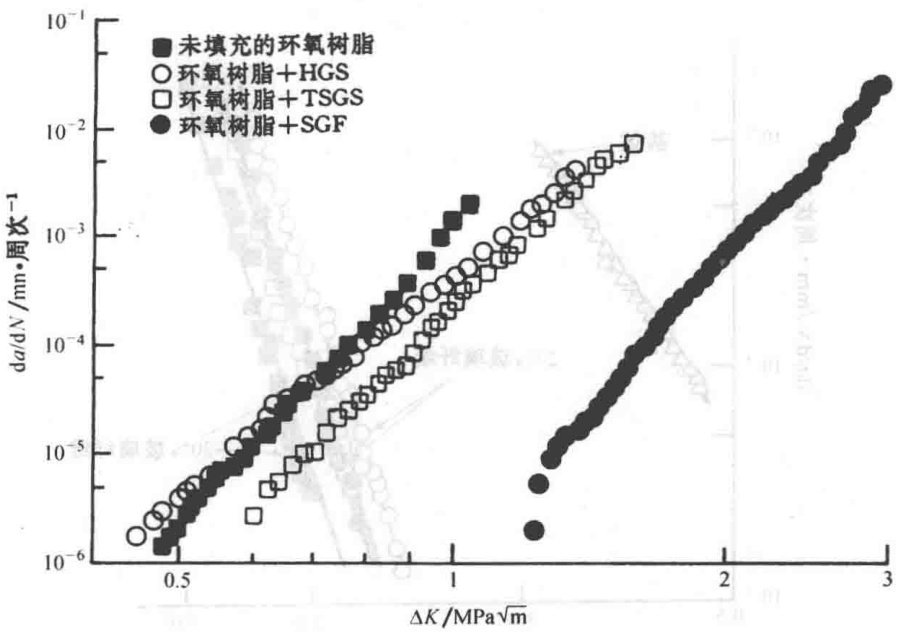 10⁻¹
■ 未填充的环氧树脂
○ 环氧树脂+HGS
□ 环氧树脂+TSGS
● 环氧树脂+SGF
10⁻²
10⁻³
10⁻⁴
10⁻⁵
10⁻⁶
da/dN/mn•周次⁻¹
0.5 1 2 3
ΔK/MPa√m